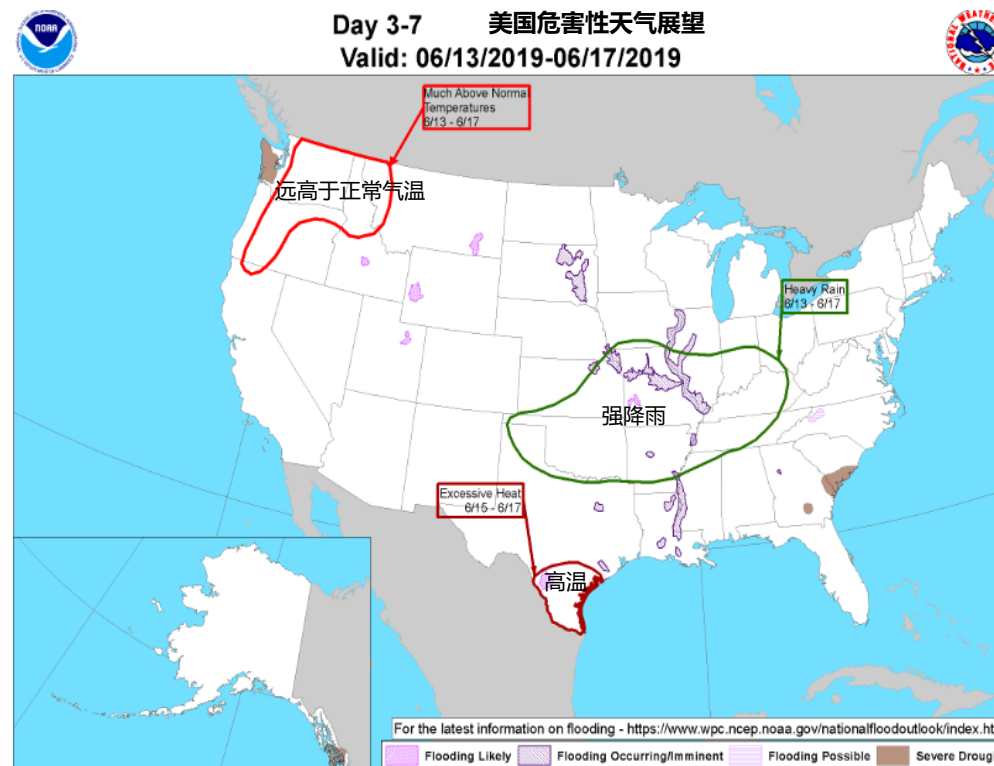 NOAA
Day 3-7 美国危害性天气展望
Valid: 06/13/2019-06/17/2019
Much Above Normal
Temperatures
6/13 - 6/17
远高于正常气温
Heavy Rain
6/13 - 6/17
强降雨
Excessive Heat
6/15 - 6/17
高温
For the latest information on flooding - https://www.wpc.ncep.noaa.gov/nationalfloodoutlook/index.ht
Flooding Likely Flooding Occurring/Imminent Flooding Possible Severe Droug